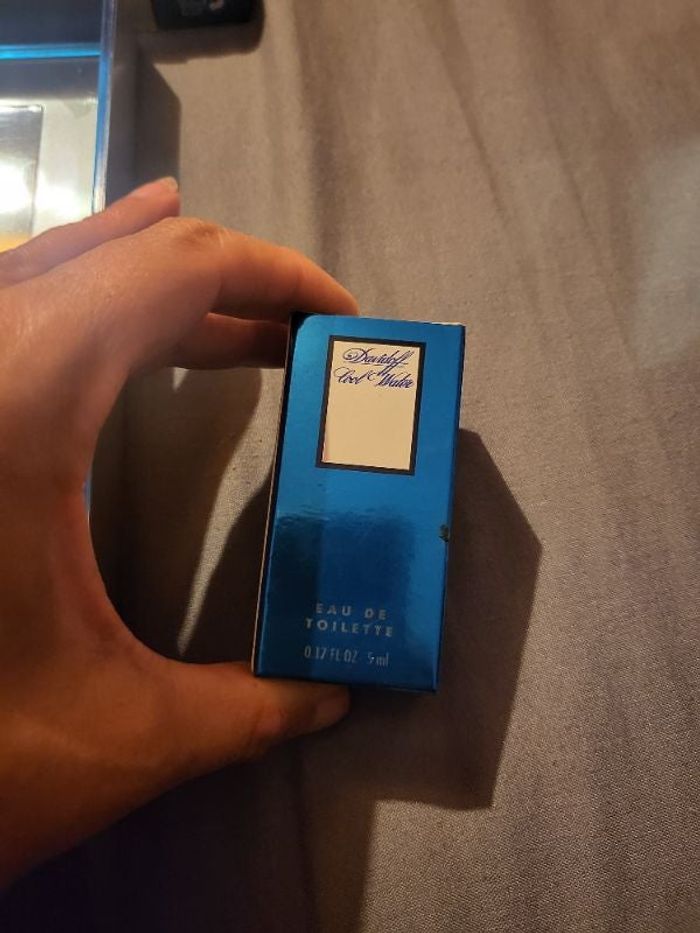 Davidoff
Cool Water
EAU DE
TOILETTE
0.17 FL OZ 5 ml